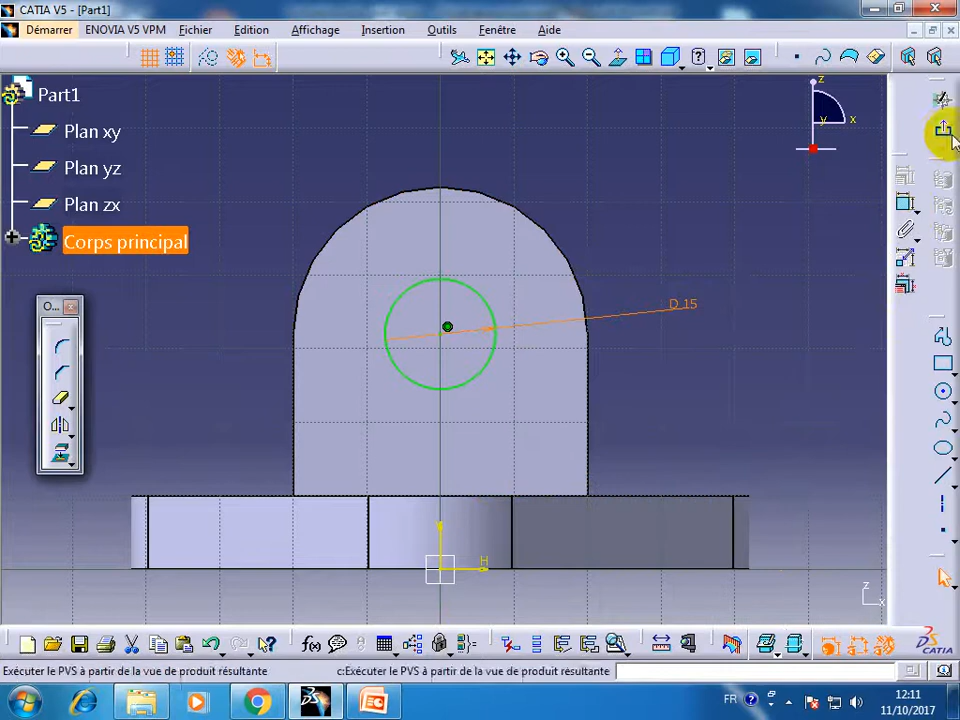 CATIA V5 - [Part1]
Démarrer ENOVIA V5 VPM Fichier Edition Affichage Insertion Outils Fenêtre Aide
Part1
Plan xy
Plan yz
Plan zx
Corps principal
z
y
x
O...
D 15
V
H
z
x
f(x)
CATIA
Exécuter le PVS à partir de la vue de produit résultante
c:Exécuter le PVS à partir de la vue de produit résultante
FR
12:11
11/10/2017